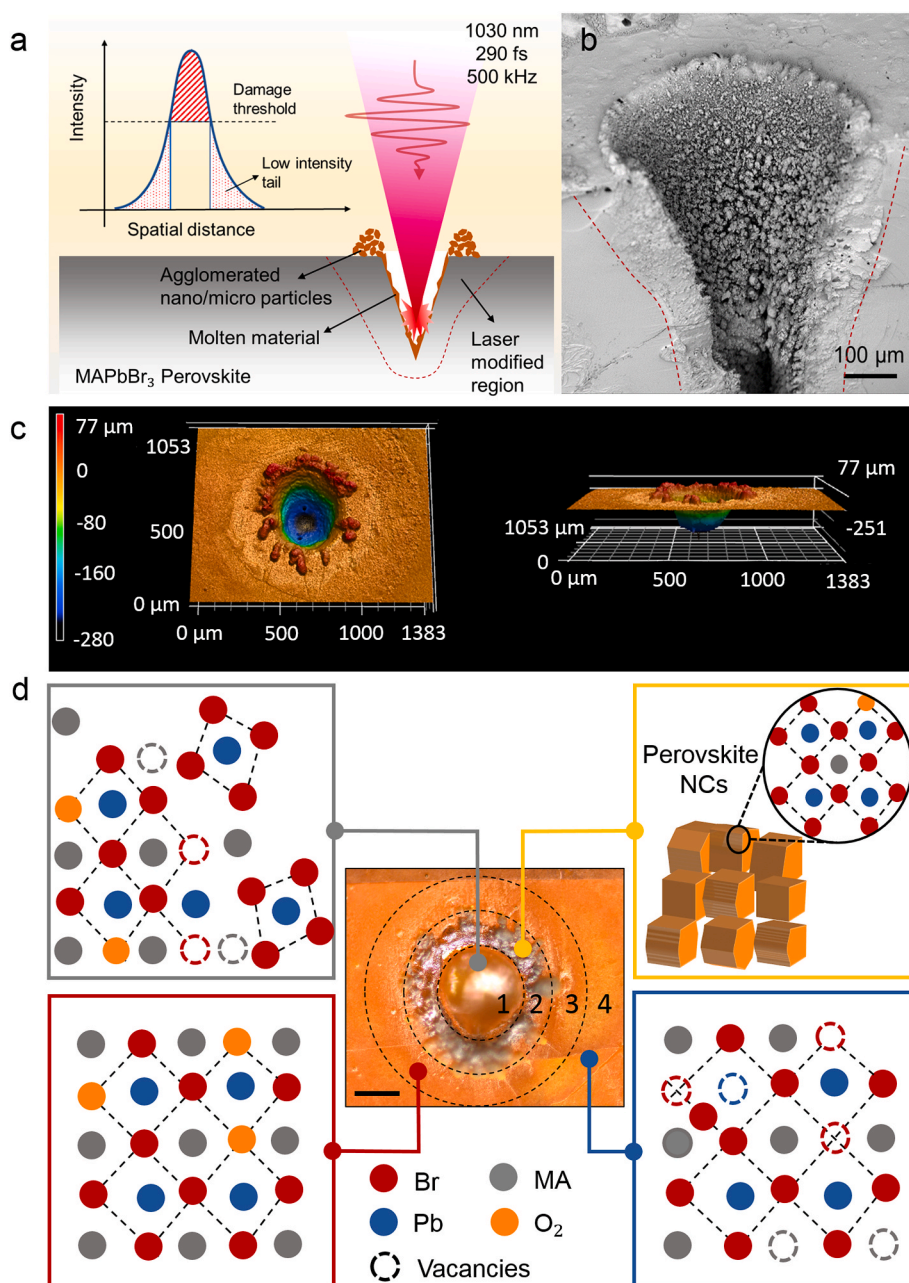 a
1030 nm
290 fs
500 kHz
Intensity
Damage
threshold
Low intensity
tail
Spatial distance
Agglomerated
nano/micro particles
Molten material
Laser
modified
region
MAPbBr₃ Perovskite
b
100 µm
c
77 µm
0
-80
-160
-280
1053
500
0 µm
0 µm 500 1000 1383
77 µm
-251
1053 µm
0
0 µm 500 1000 1383
d
Perovskite
NCs
1 2 3 4
Br MA
Pb O₂
Vacancies